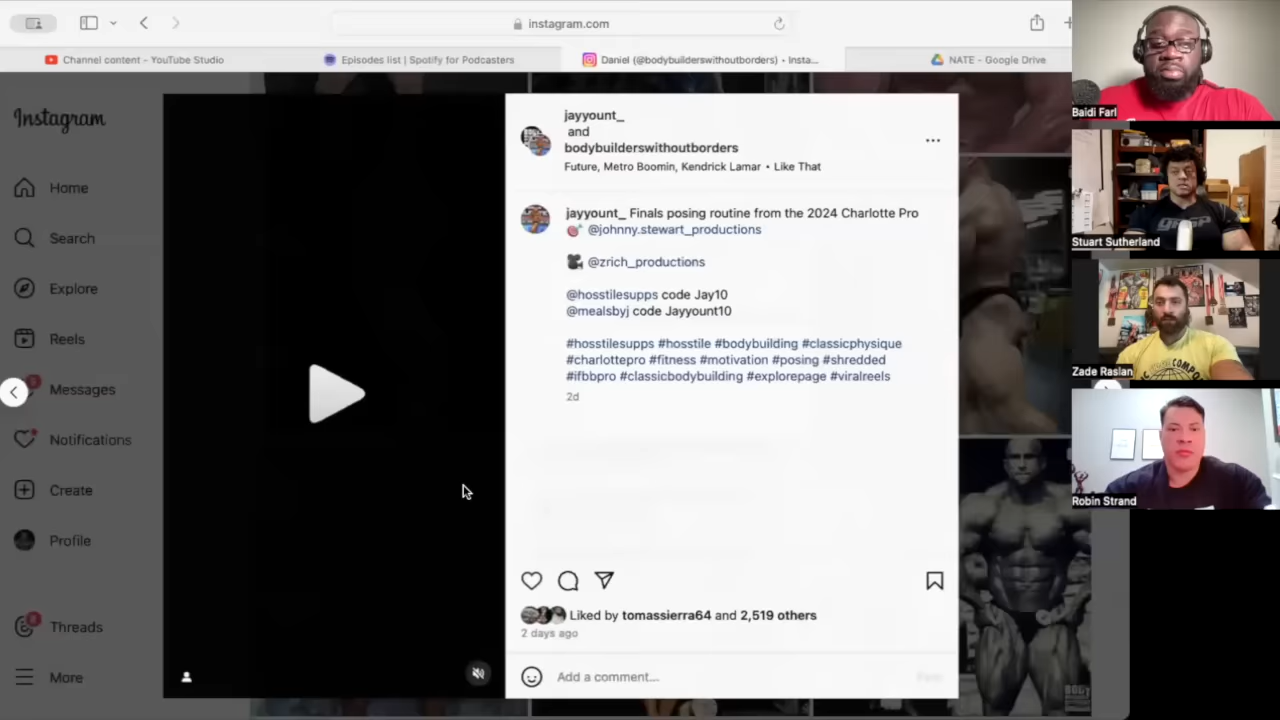 instagram.com
Channel content - YouTube Studio
Episodes list | Spotify for Podcasters
Daniel (@bodybuilderswithoutborders) • Insta...
NATE - Google Drive
Instagram
Home
Search
Explore
Reels
Messages
Notifications
Create
Profile
Threads
More
jayyount_
and
bodybuilderswithoutborders
Future, Metro Boomin, Kendrick Lamar • Like That
jayyount_ Finals posing routine from the 2024 Charlotte Pro
🎯 @johnny.stewart_productions
🎥 @zrich_productions
@hosstilesupps code Jay10
@mealsbyj code Jayyount10
#hosstilesupps #hosstile #bodybuilding #classicphysique
#charlottepro #fitness #motivation #posing #shredded
#ifbbpro #classicbodybuilding #explorepage #viralreels
2d
Liked by tomassierra64 and 2,519 others
2 days ago
Add a comment...
Post
Baidi Farl
Stuart Sutherland
Zade Raslan
Robin Strand